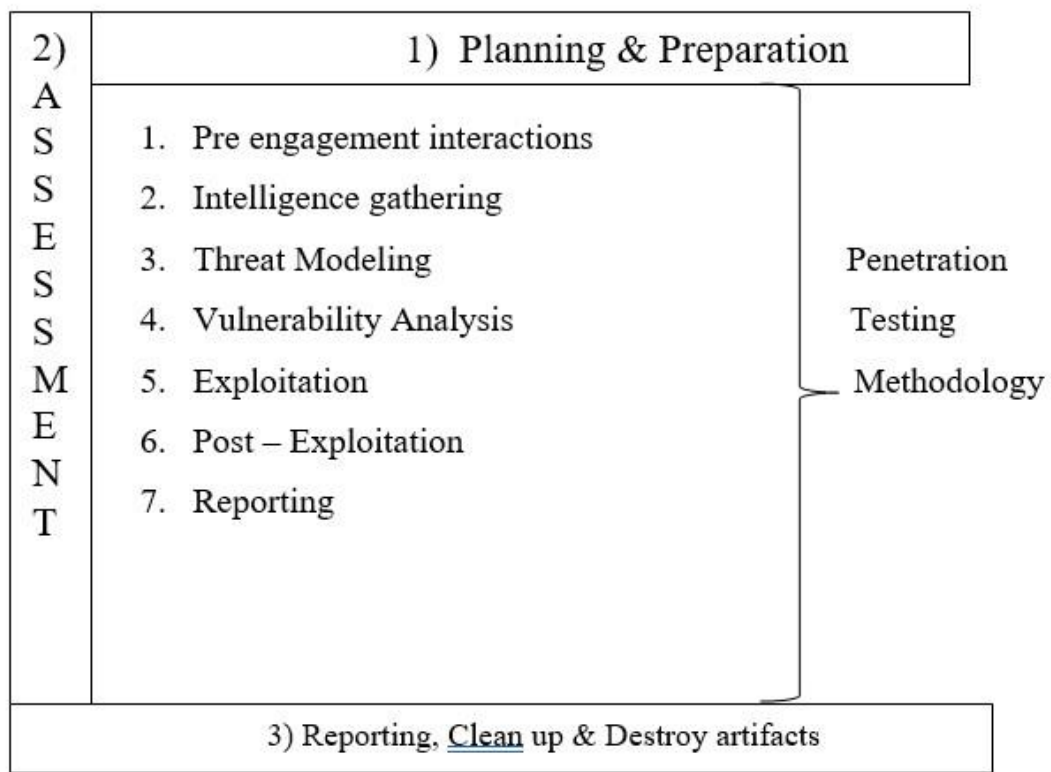 2)
ASSESSMENT
1) Planning & Preparation
1. Pre engagement interactions
2. Intelligence gathering
3. Threat Modeling
4. Vulnerability Analysis
5. Exploitation
6. Post – Exploitation
7. Reporting
Penetration
Testing
Methodology
3) Reporting, Clean up & Destroy artifacts